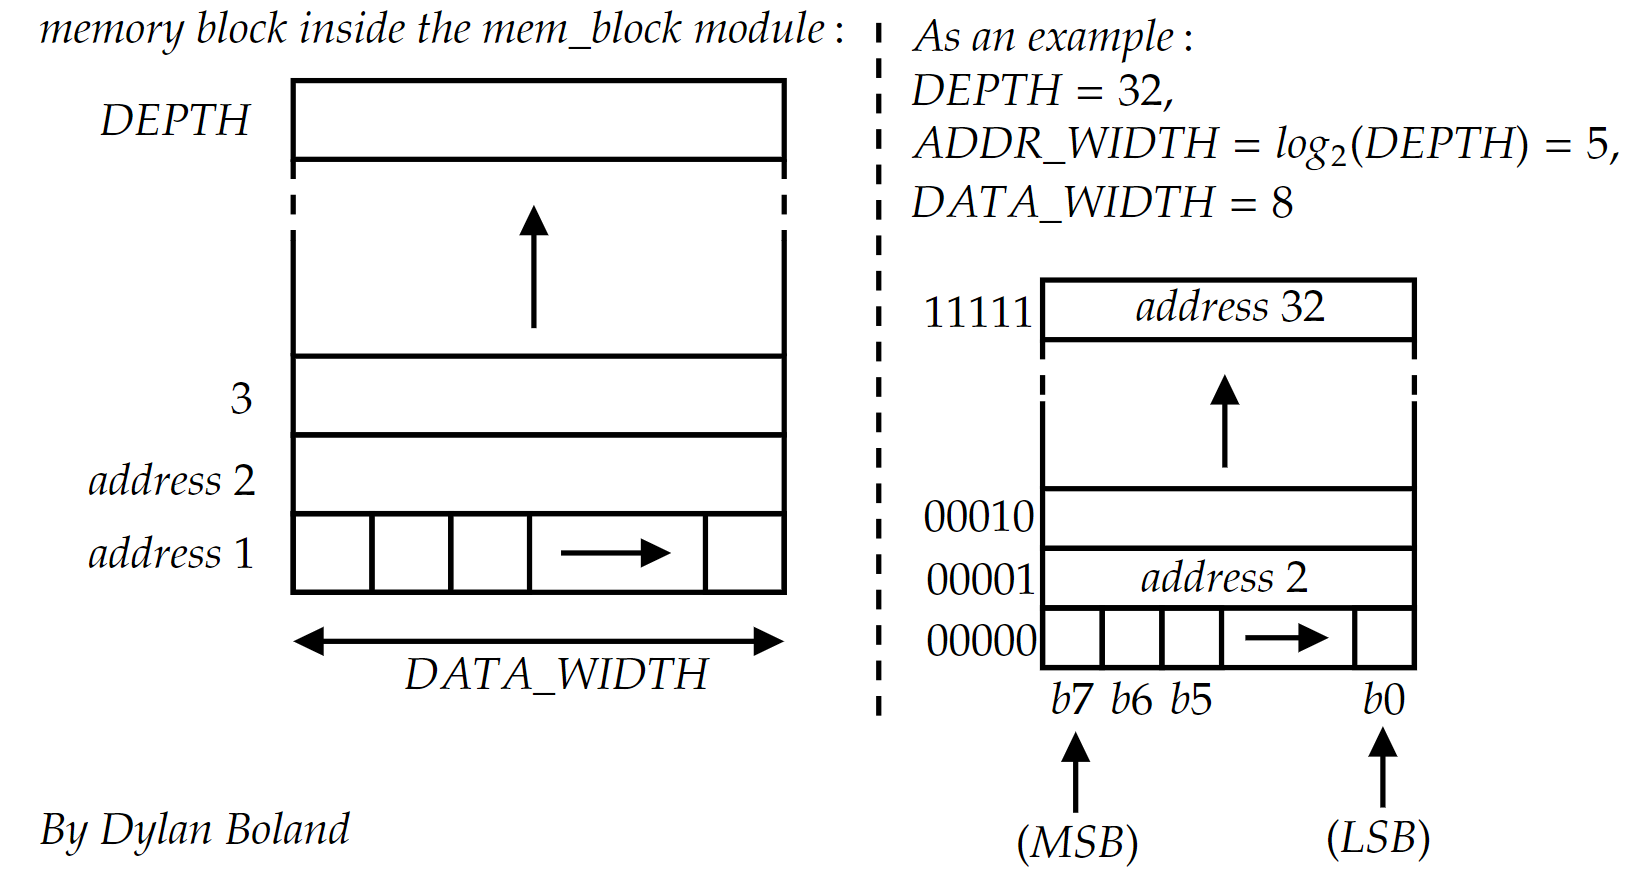 memory block inside the mem_block module :
DEPTH
3
address 2
address 1
DATA_WIDTH
By Dylan Boland
As an example :
DEPTH = 32,
ADDR_WIDTH = log₂(DEPTH) = 5,
DATA_WIDTH = 8
11111 address 32
00010
00001 address 2
00000
b7 b6 b5 b0
(MSB) (LSB)